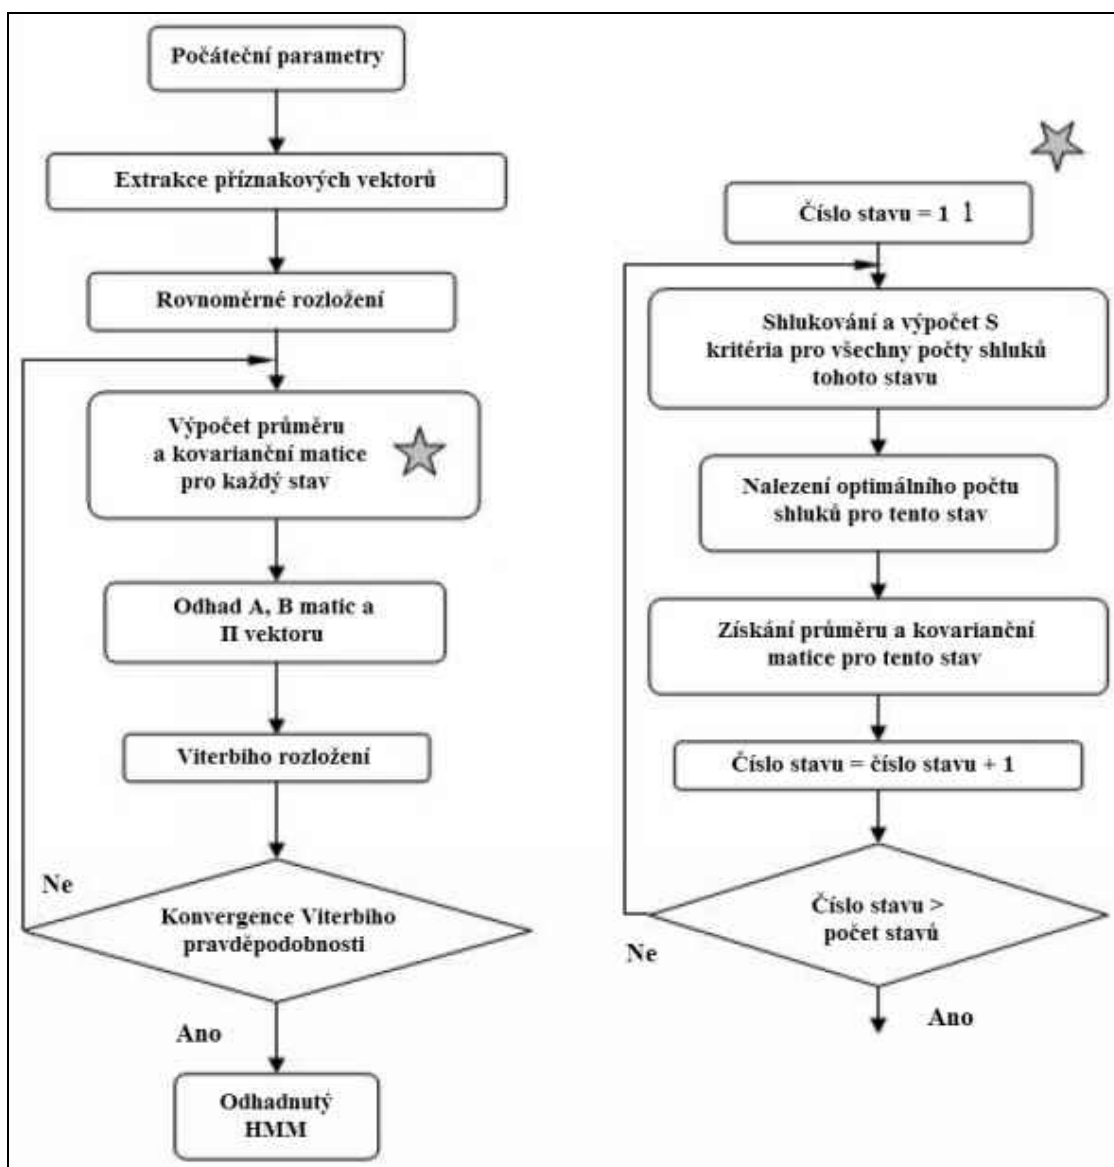 Počáteční parametry
Extrakce příznakových vektorů
Rovnoměrné rozložení
Výpočet průměru
a kovarianční matice
pro každý stav
Odhad A, B matic a
Π vektoru
Viterbiho rozložení
Ne
Konvergence Viterbiho
pravděpodobnosti
Ano
Odhadnutý
HMM
Číslo stavu = 1
Shlukování a výpočet S
kritéria pro všechny počty shluků
tohoto stavu
Nalezení optimálního počtu
shluků pro tento stav
Získání průměru a kovarianční
matice pro tento stav
Číslo stavu = číslo stavu + 1
Číslo stavu >
počet stavů
Ne
Ano